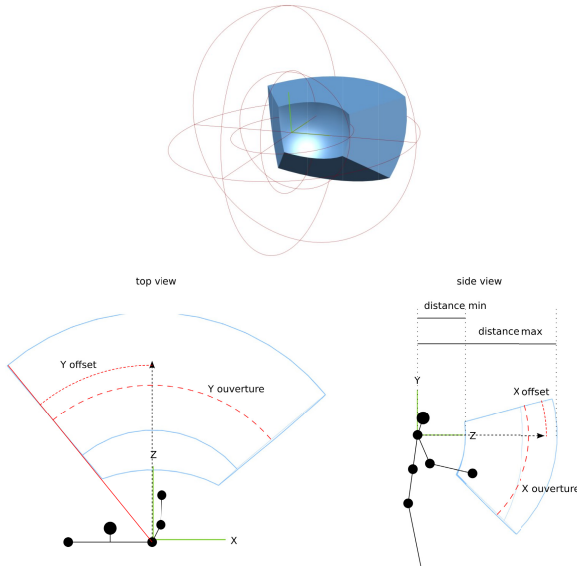 top view
side view
distance min
distance max
Y offset
Y ouverture
Z
X
Y
X offset
Z
X ouverture